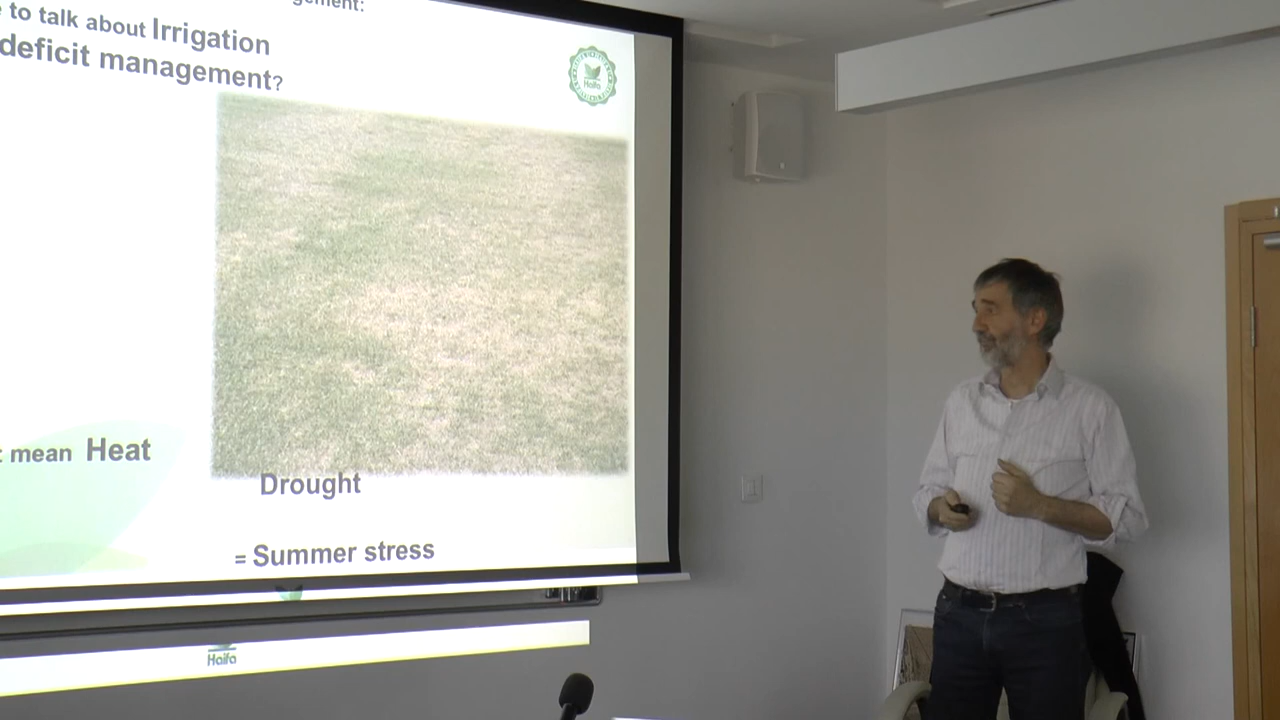 to talk about Irrigation
deficit management?
Haifa
mean Heat
Drought
= Summer stress
Haifa